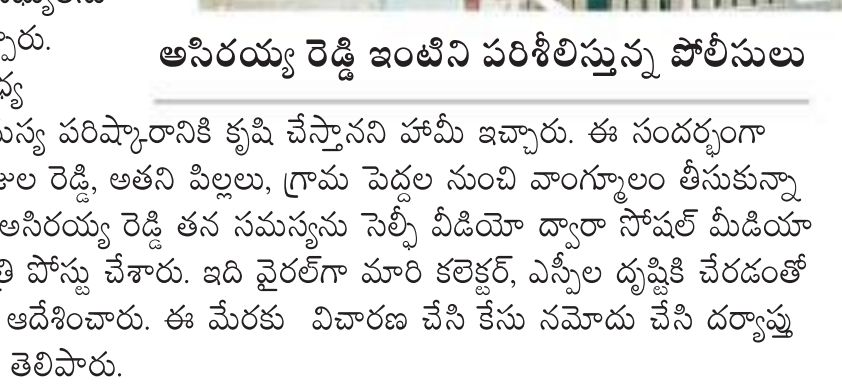 అసిరయ్య రెడ్డి ఇంటిని పరిశీలిస్తున్న పోలీసులు
పరిష్కారానికి కృషి చేస్తానని హామీ ఇచ్చారు. ఈ సందర్భంగా
రెడ్డి, అతని పిల్లలు, గ్రామ పెద్దల నుంచి వాంగ్మూలం తీసుకున్నా
అసిరయ్య రెడ్డి తన సమస్యను సెల్ఫీ వీడియో ద్వారా సోషల్ మీడియా
పోస్టు చేశారు. ఇది వైరల్‌గా మారి కలెక్టర్, ఎస్పీల దృష్టికి చేరడంతో
ఆదేశించారు. ఈ మేరకు విచారణ చేసి కేసు నమోదు చేసి దర్యాప్తు
తెలిపారు.